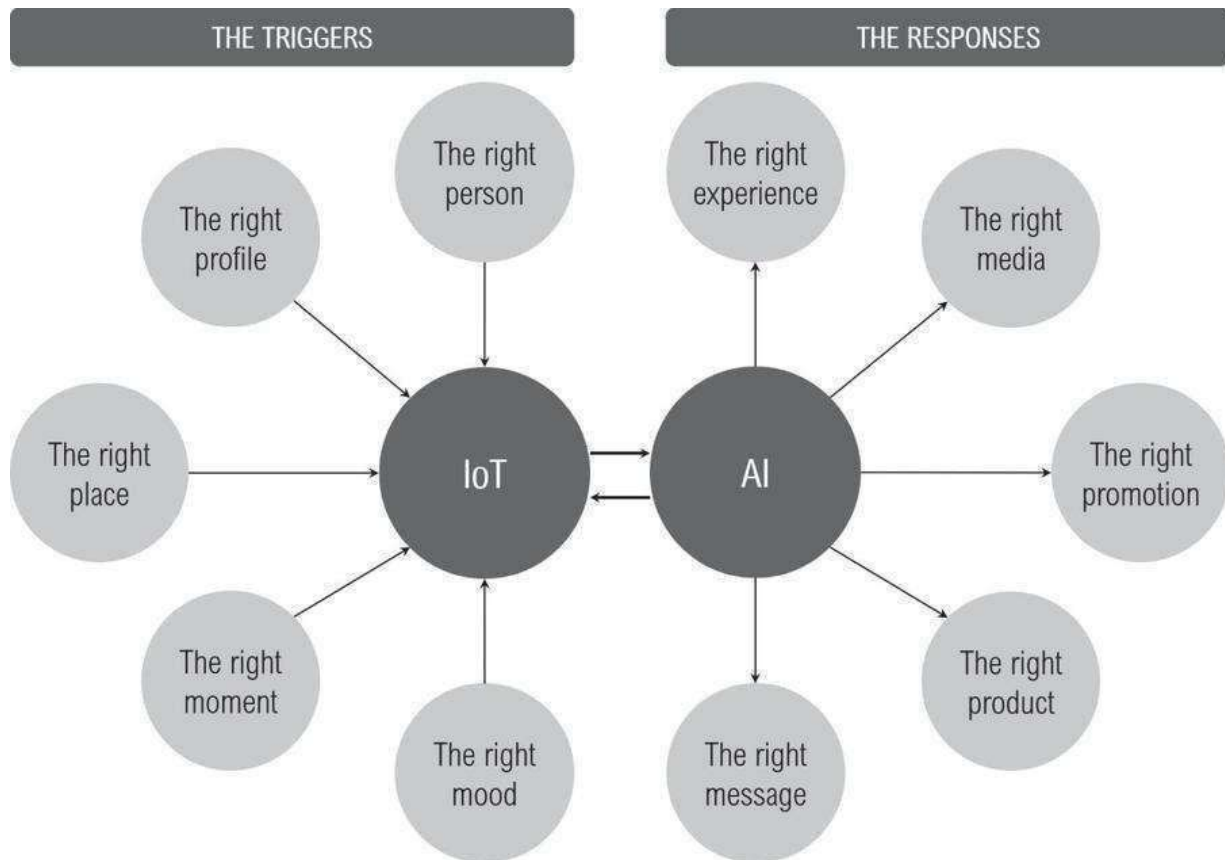 THE TRIGGERS
THE RESPONSES
The right
person
The right
profile
The right
place
The right
moment
The right
mood
IoT
AI
The right
experience
The right
media
The right
promotion
The right
product
The right
message